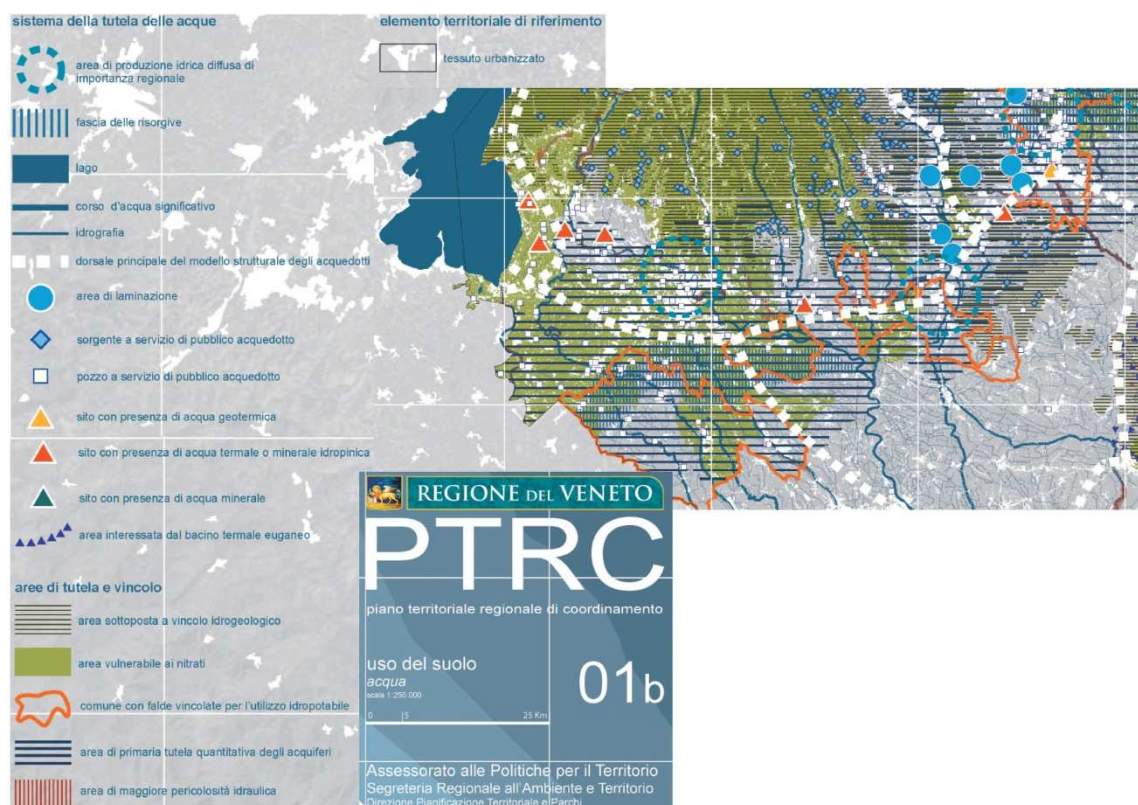 sistema della tutela delle acque
area di produzione idrica diffusa di
importanza regionale
fascia delle risorgive
lago
corso d'acqua significativo
idrografia
dorsale principale del modello strutturale degli acquedotti
area di laminazione
sorgente a servizio di pubblico acquedotto
pozzo a servizio di pubblico acquedotto
sito con presenza di acqua geotermica
sito con presenza di acqua termale o minerale idropinica
sito con presenza di acqua minerale
area interessata dal bacino termale euganeo
aree di tutela e vincolo
area sottoposta a vincolo idrogeologico
area vulnerabile ai nitrati
comune con falde vincolate per l'utilizzo idropotabile
area di primaria tutela quantitativa degli acquiferi
area di maggiore pericolosità idraulica
elemento territoriale di riferimento
tessuto urbanizzato
REGIONE DEL VENETO
PTRC
piano territoriale regionale di coordinamento
uso del suolo
acqua
scala 1:250.000
01b
0 5 25 Km
Assessorato alle Politiche per il Territorio
Segreteria Regionale all'Ambiente e Territorio
Direzione Pianificazione Territoriale e Parchi